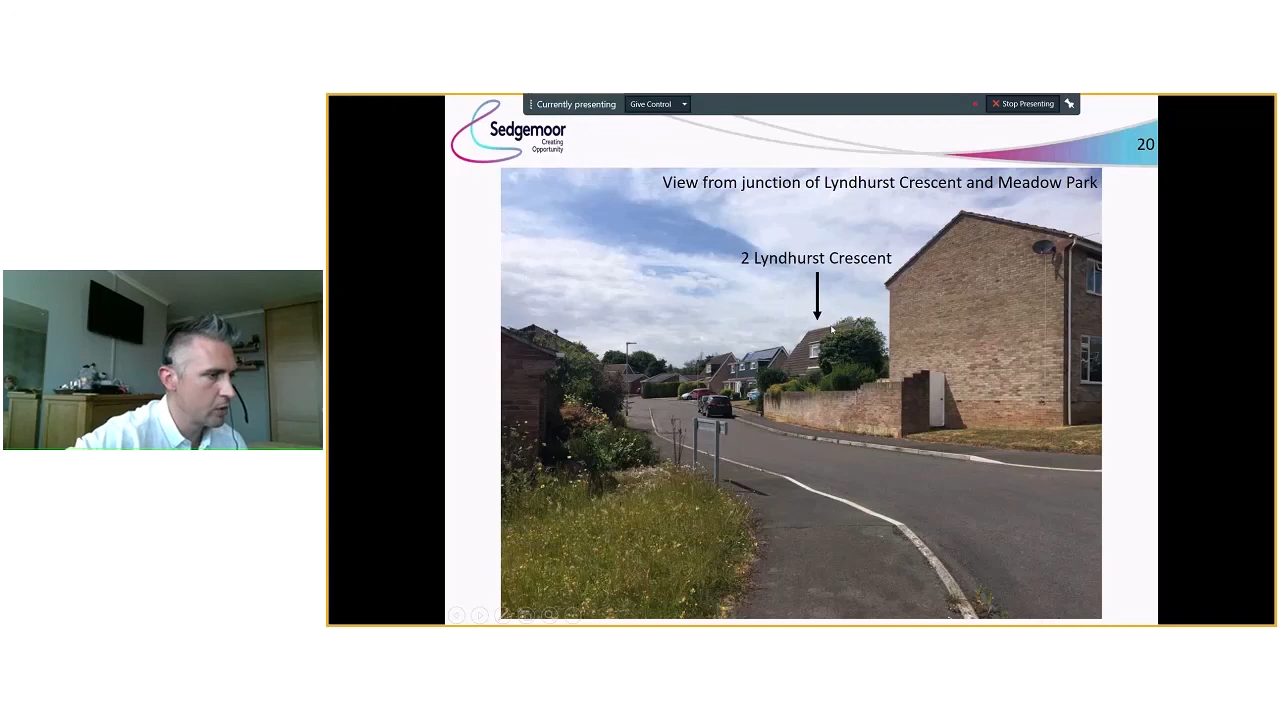 Currently presenting
Give Control
Stop Presenting
Sedgemoor
Creating
Opportunity
20
View from junction of Lyndhurst Crescent and Meadow Park
2 Lyndhurst Crescent